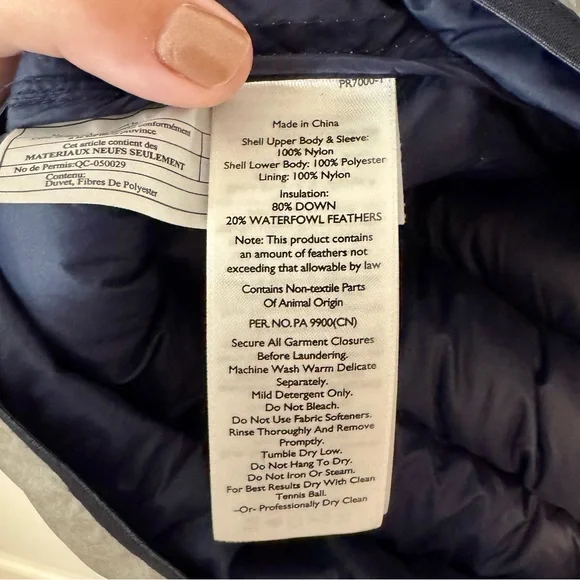 PR7000-1
conformément
province.
Cet article contient des
MATERIAUX NEUFS SEULEMENT
No de Permis:QC-050029
Contenu:
Duvet, Fibres De Polyester
Made in China
Shell Upper Body & Sleeve:
100% Nylon
Shell Lower Body: 100% Polyester
Lining: 100% Nylon
Insulation:
80% DOWN
20% WATERFOWL FEATHERS
Note: This product contains
an amount of feathers not
exceeding that allowable by law
Contains Non-textile Parts
Of Animal Origin
PER. NO. PA 9900(CN)
Secure All Garment Closures
Before Laundering.
Machine Wash Warm Delicate
Separately.
Mild Detergent Only.
Do Not Bleach.
Do Not Use Fabric Softeners.
Rinse Thoroughly And Remove
Promptly.
Tumble Dry Low.
Do Not Hang To Dry.
Do Not Iron Or Steam.
For Best Results Dry With Clean
Tennis Ball.
-Or- Professionally Dry Clean